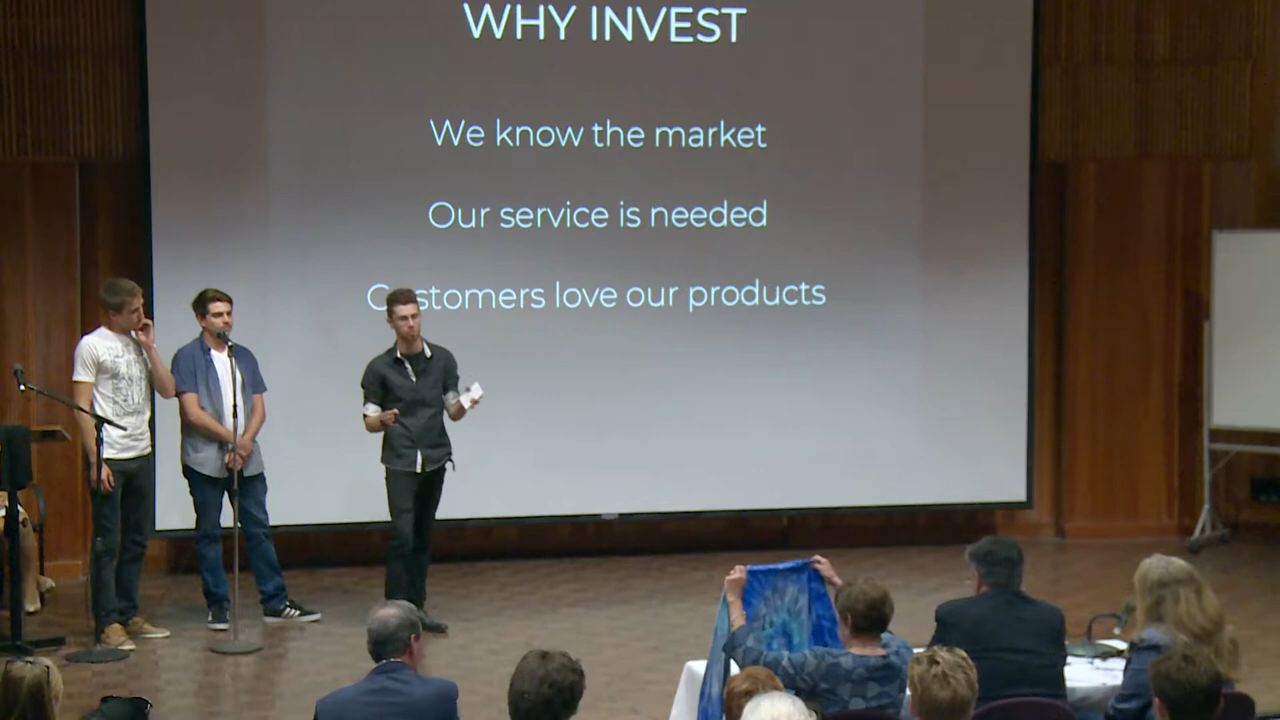 WHY INVEST
We know the market
Our service is needed
Customers love our products